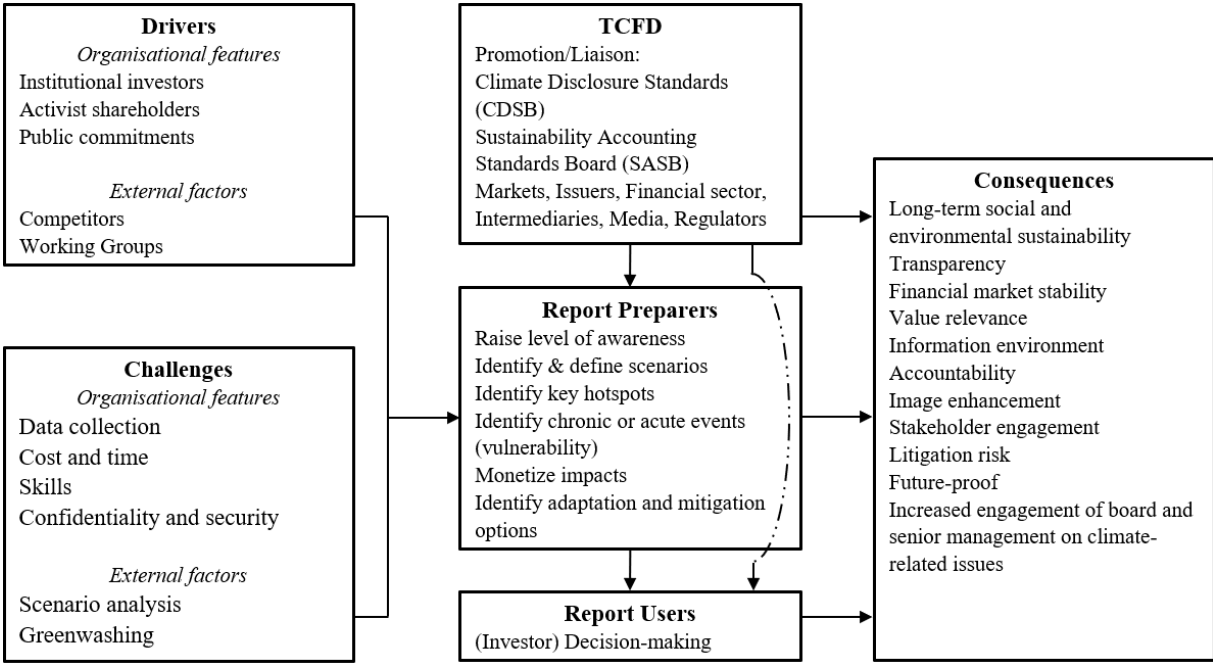 Drivers
Organisational features
Institutional investors
Activist shareholders
Public commitments
External factors
Competitors
Working Groups
Challenges
Organisational features
Data collection
Cost and time
Skills
Confidentiality and security
External factors
Scenario analysis
Greenwashing
TCFD
Promotion/Liaison:
Climate Disclosure Standards
(CDSB)
Sustainability Accounting
Standards Board (SASB)
Markets, Issuers, Financial sector,
Intermediaries, Media, Regulators
Report Preparers
Raise level of awareness
Identify & define scenarios
Identify key hotspots
Identify chronic or acute events
(vulnerability)
Monetize impacts
Identify adaptation and mitigation
options
Report Users
(Investor) Decision-making
Consequences
Long-term social and
environmental sustainability
Transparency
Financial market stability
Value relevance
Information environment
Accountability
Image enhancement
Stakeholder engagement
Litigation risk
Future-proof
Increased engagement of board and
senior management on climate-
related issues